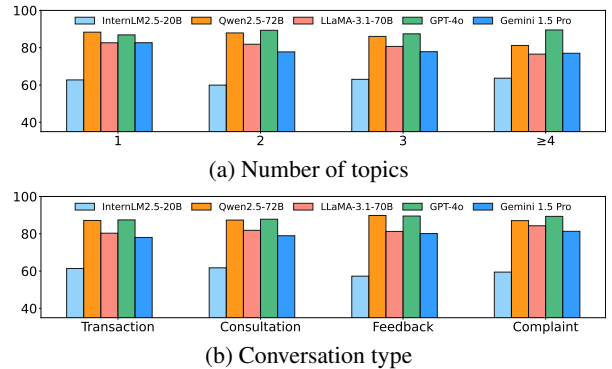 100
InternLM2.5-20B Qwen2.5-72B LLaMA-3.1-70B GPT-4o Gemini 1.5 Pro
80
60
40
1 2 3 ≥4
(a) Number of topics
100
InternLM2.5-20B Qwen2.5-72B LLaMA-3.1-70B GPT-4o Gemini 1.5 Pro
80
60
40
Transaction Consultation Feedback Complaint
(b) Conversation type